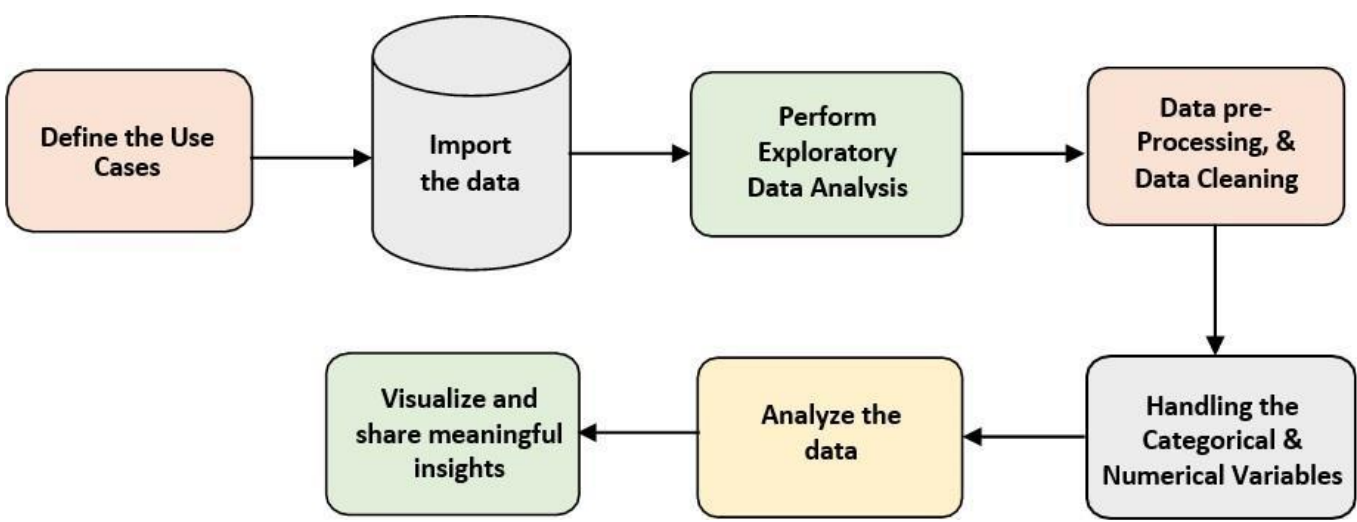 Define the Use
Cases
Import
the data
Perform
Exploratory
Data Analysis
Data pre-
Processing, &
Data Cleaning
Handling the
Categorical &
Numerical Variables
Analyze the
data
Visualize and
share meaningful
insights